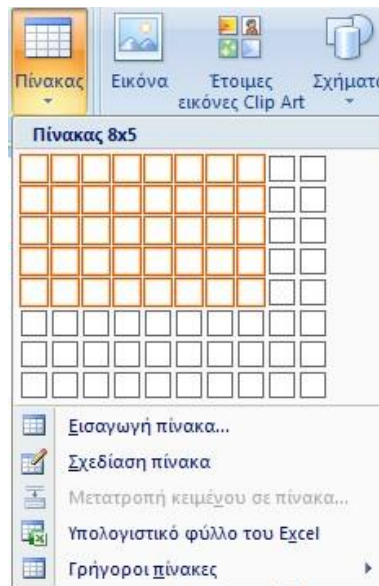 Πίνακας Εικόνα Έτοιμες Σχήματα
εικόνες Clip Art
Πίνακας 8x5
Εισαγωγή πίνακα...
Σχεδίαση πίνακα
Μετατροπή κειμένου σε πίνακα...
Υπολογιστικό φύλλο του Excel
Γρήγοροι πίνακες